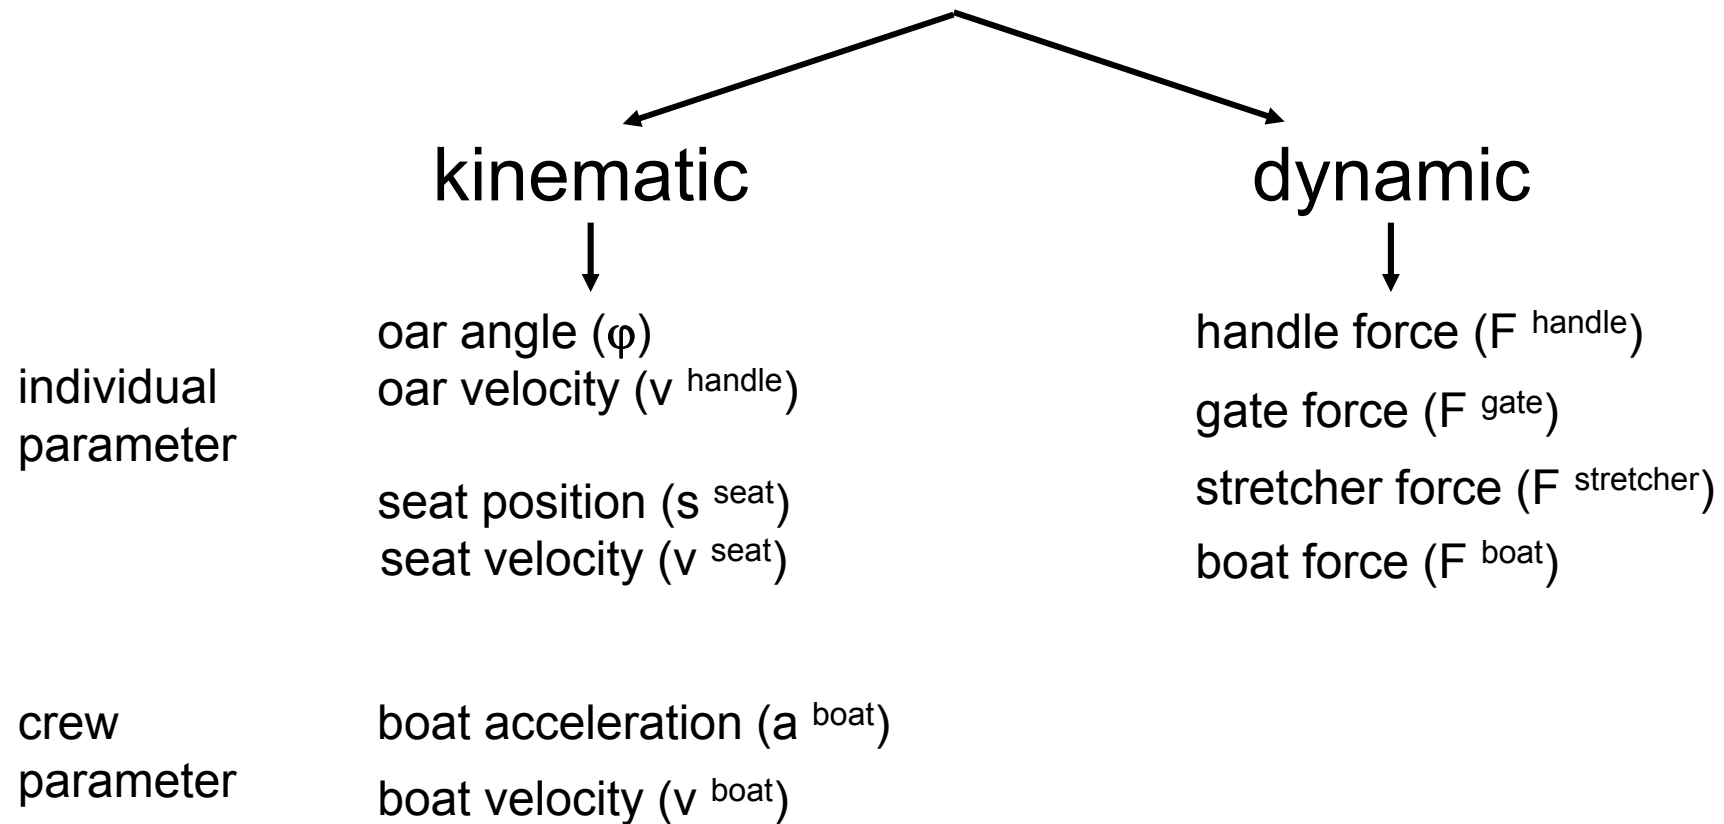 kinematic
dynamic
individual
parameter
oar angle (φ)
oar velocity (v handle)
seat position (s seat)
seat velocity (v seat)
handle force (F handle)
gate force (F gate)
stretcher force (F stretcher)
boat force (F boat)
crew
parameter
boat acceleration (a boat)
boat velocity (v boat)